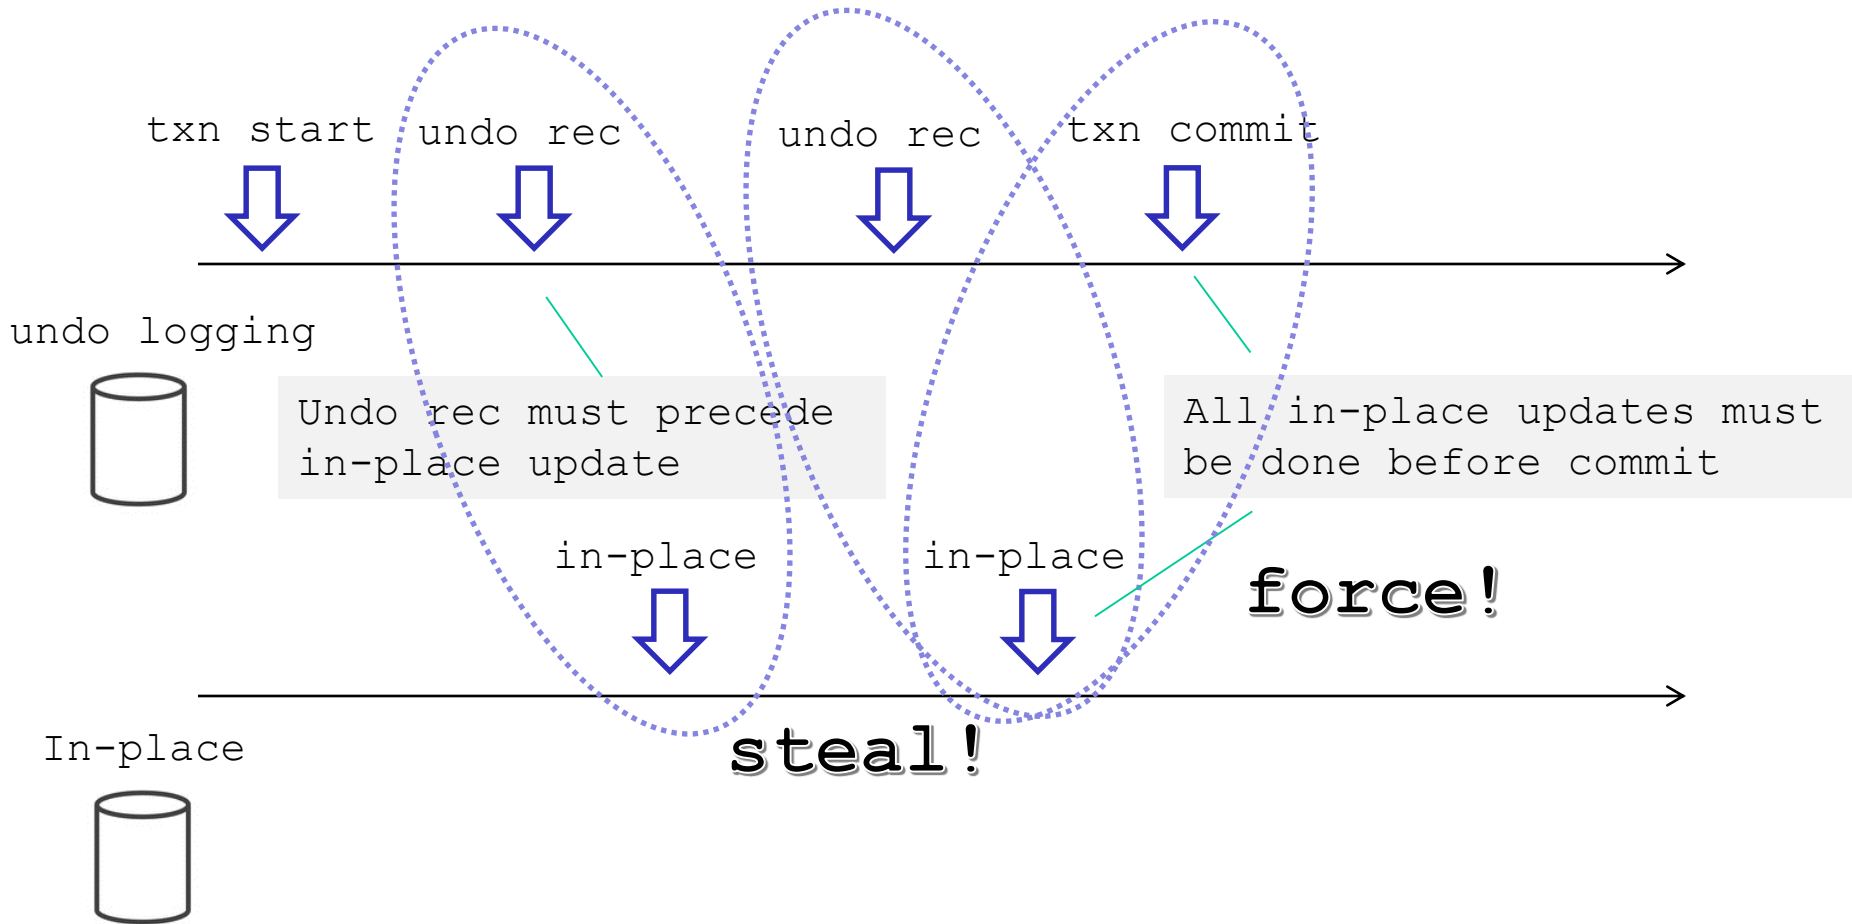 txn start
undo rec
undo rec
txn commit
undo logging
Undo rec must precede
in-place update
All in-place updates must
be done before commit
in-place
in-place
force!
steal!
In-place